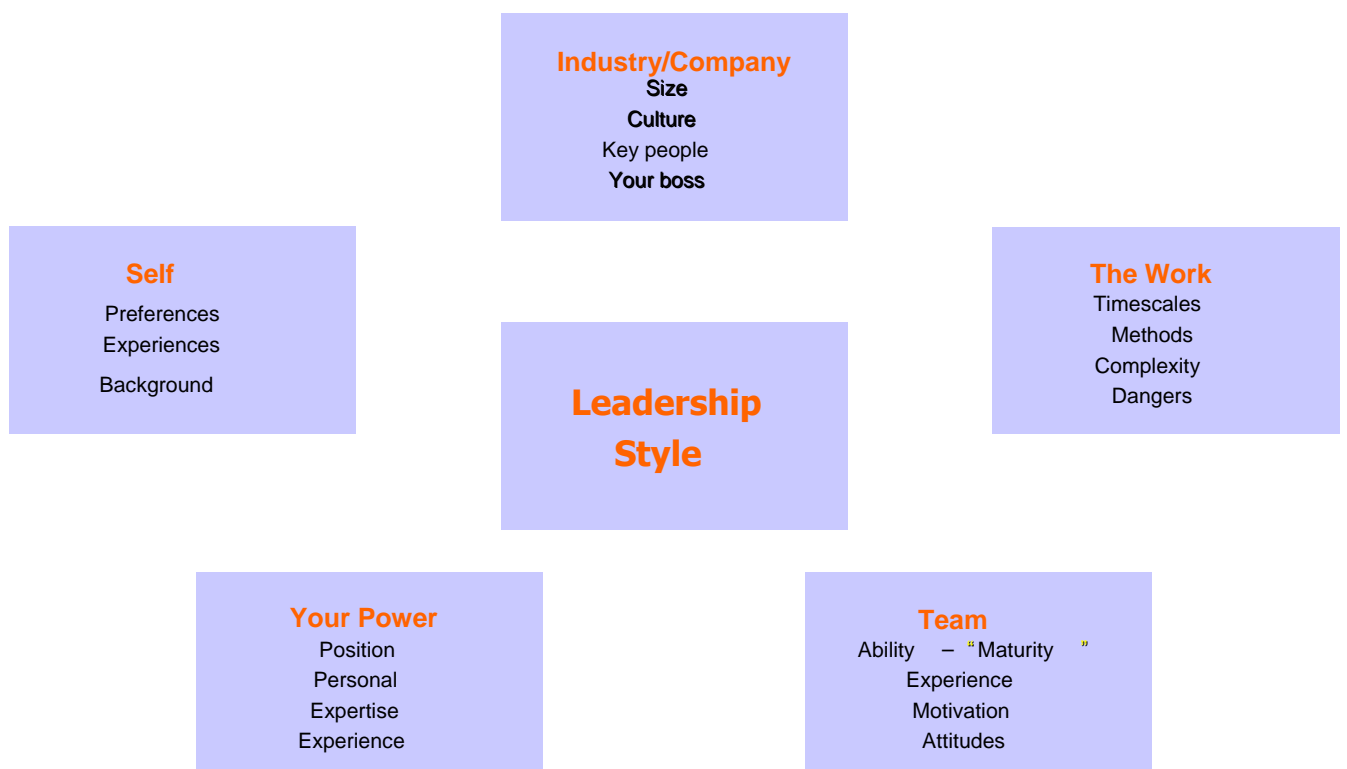 Industry/Company
Size
Culture
Key people
Your boss
Self
Preferences
Experiences
Background
The Work
Timescales
Methods
Complexity
Dangers
Leadership
Style
Your Power
Position
Personal
Expertise
Experience
Team
Ability – “Maturity ”
Experience
Motivation
Attitudes